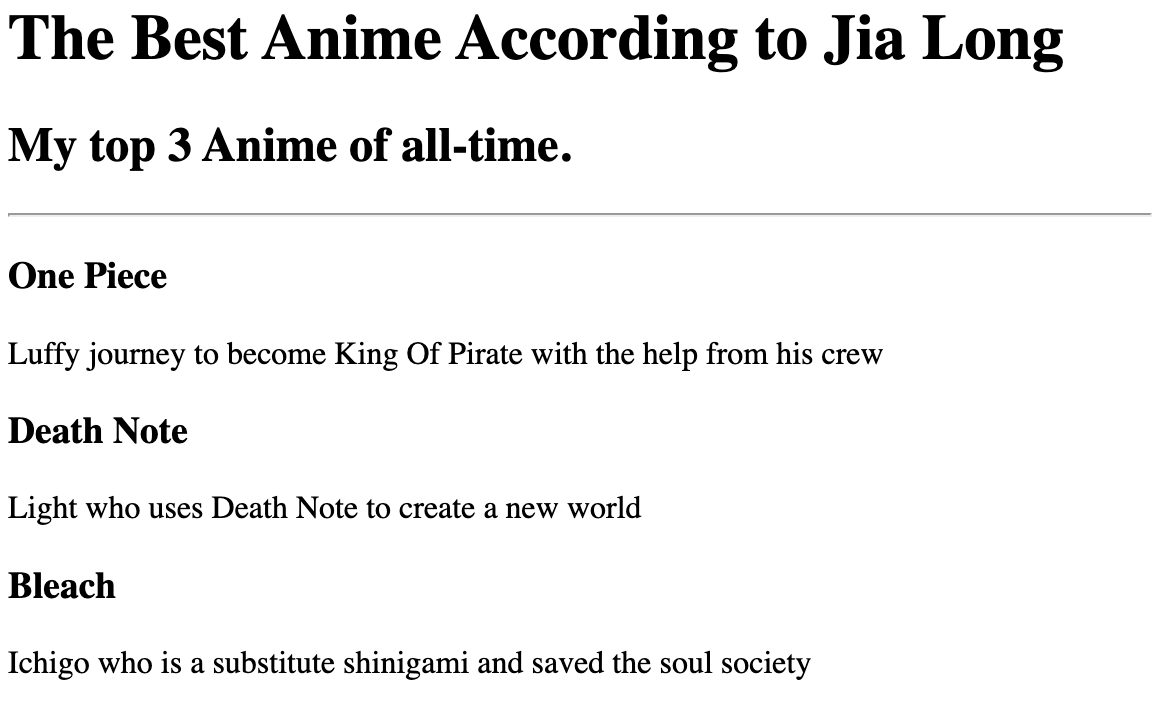 The Best Anime According to Jia Long
My top 3 Anime of all-time.
One Piece
Luffy journey to become King Of Pirate with the help from his crew
Death Note
Light who uses Death Note to create a new world
Bleach
Ichigo who is a substitute shinigami and saved the soul society